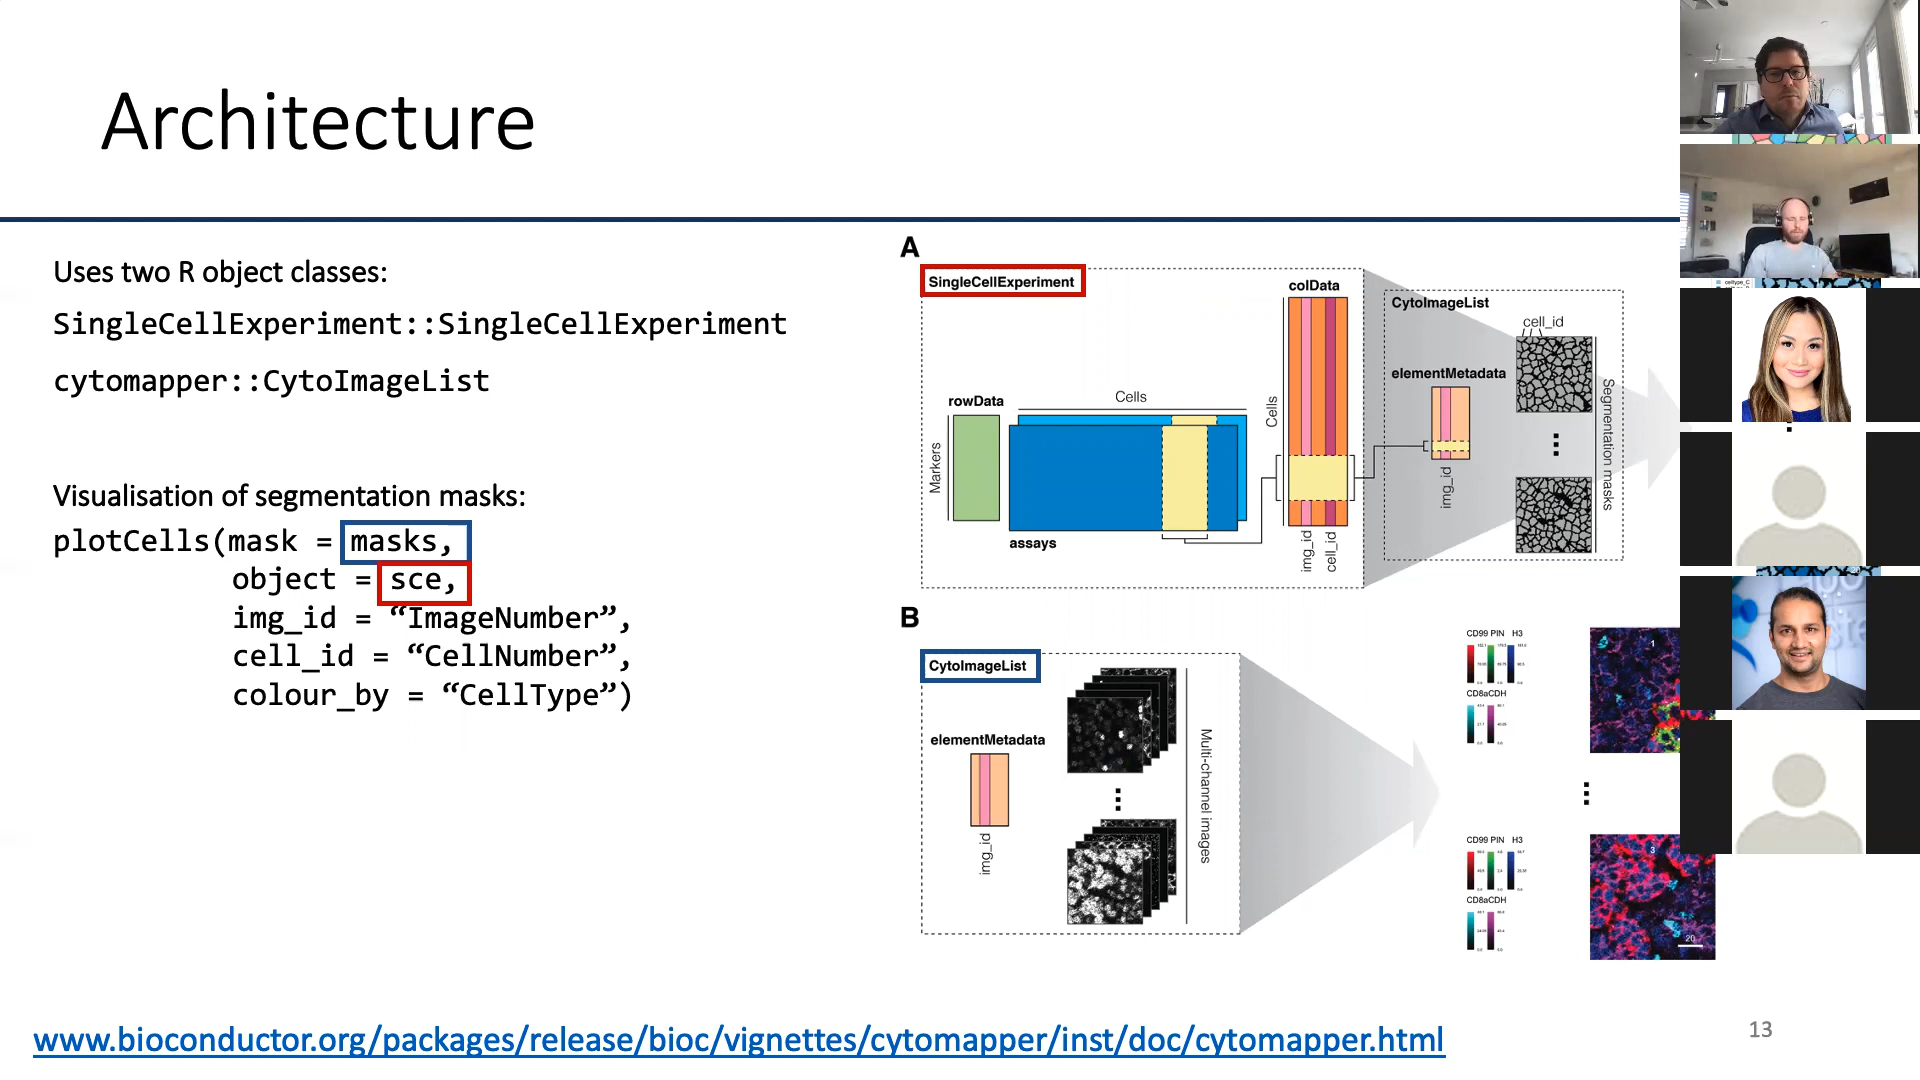 Architecture
Uses two R object classes:
SingleCellExperiment::SingleCellExperiment
cytomapper::CytoImageList
Visualisation of segmentation masks:
plotCells(mask = masks,
object = sce,
img_id = “ImageNumber”,
cell_id = “CellNumber”,
colour_by = “CellType”)
A
SingleCellExperiment
colData
CytoImageList
cell_id
elementMetadata
rowData
Cells
Cells
Markers
Segmentation masks
img_id
assays
img_id
cell_id
B
CytoImageList
elementMetadata
img_id
Multi-channel images
CD99 PIN H3
CD8aCDH
1
CD99 PIN H3
CD8aCDH
3
20
www.bioconductor.org/packages/release/bioc/vignettes/cytomapper/inst/doc/cytomapper.html
13